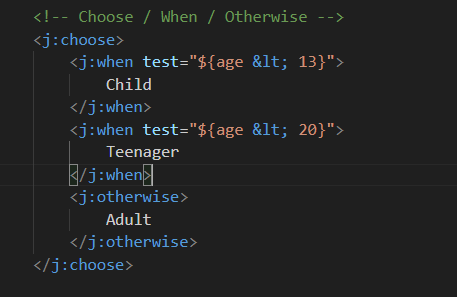 <!-- Choose / When / Otherwise -->
<j:choose>
    <j:when test="${age &lt; 13}">
        Child
    </j:when>
    <j:when test="${age &lt; 20}">
        Teenager
    </j:when>
    <j:otherwise>
        Adult
    </j:otherwise>
</j:choose>